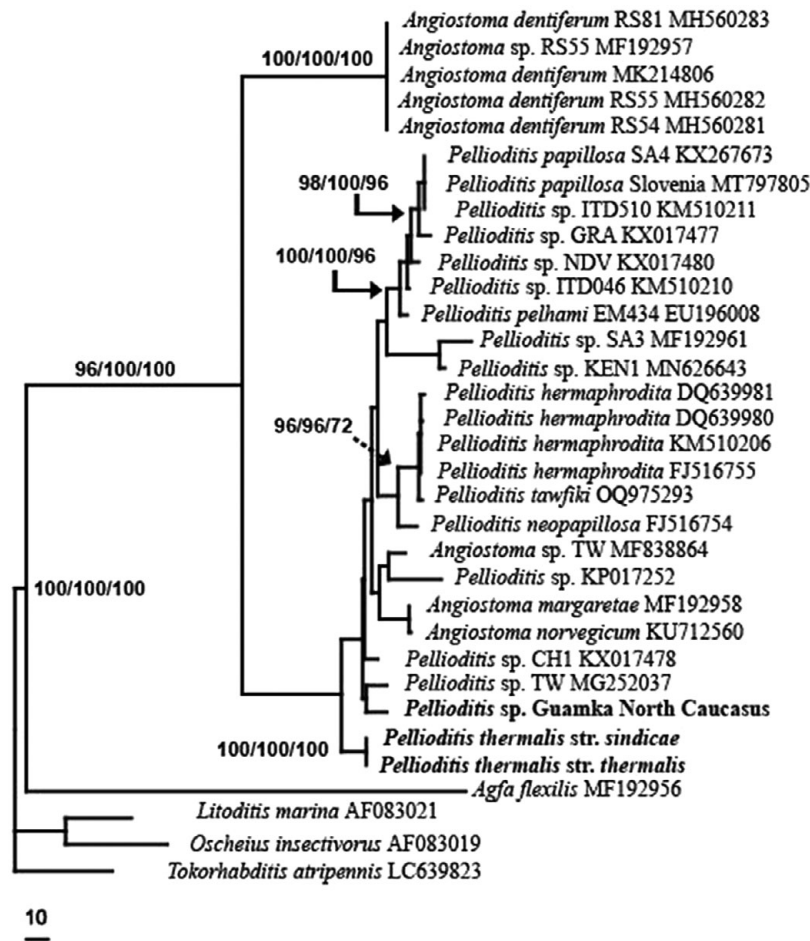 Angiostoma dentiferum RS81 MH560283
Angiostoma sp. RS55 MF192957
100/100/100
Angiostoma dentiferum MK214806
Angiostoma dentiferum RS55 MH560282
Angiostoma dentiferum RS54 MH560281
Pellioditis papillosa SA4 KX267673
98/100/96
Pellioditis papillosa Slovenia MT797805
Pellioditis sp. ITD510 KM510211
Pellioditis sp. GRA KX017477
100/100/96
Pellioditis sp. NDV KX017480
Pellioditis sp. ITD046 KM510210
Pellioditis pelhami EM434 EU196008
Pellioditis sp. SA3 MF192961
96/100/100
Pellioditis sp. KEN1 MN626643
Pellioditis hermaphrodita DQ639981
96/96/72
Pellioditis hermaphrodita DQ639980
Pellioditis hermaphrodita KM510206
Pellioditis hermaphrodita FJ516755
Pellioditis tawfiki OQ975293
Pellioditis neopapillosa FJ516754
Angiostoma sp. TW MF838864
Pellioditis sp. KP017252
100/100/100
Angiostoma margaretae MF192958
Angiostoma norvegicum KU712560
Pellioditis sp. CH1 KX017478
Pellioditis sp. TW MG252037
Pellioditis sp. Guamka North Caucasus
100/100/100
Pellioditis thermalis str. sindicae
Pellioditis thermalis str. thermalis
Agfa flexilis MF192956
Litoditis marina AF083021
Oscheius insectivorus AF083019
Tokorhabditis atripennis LC639823
10